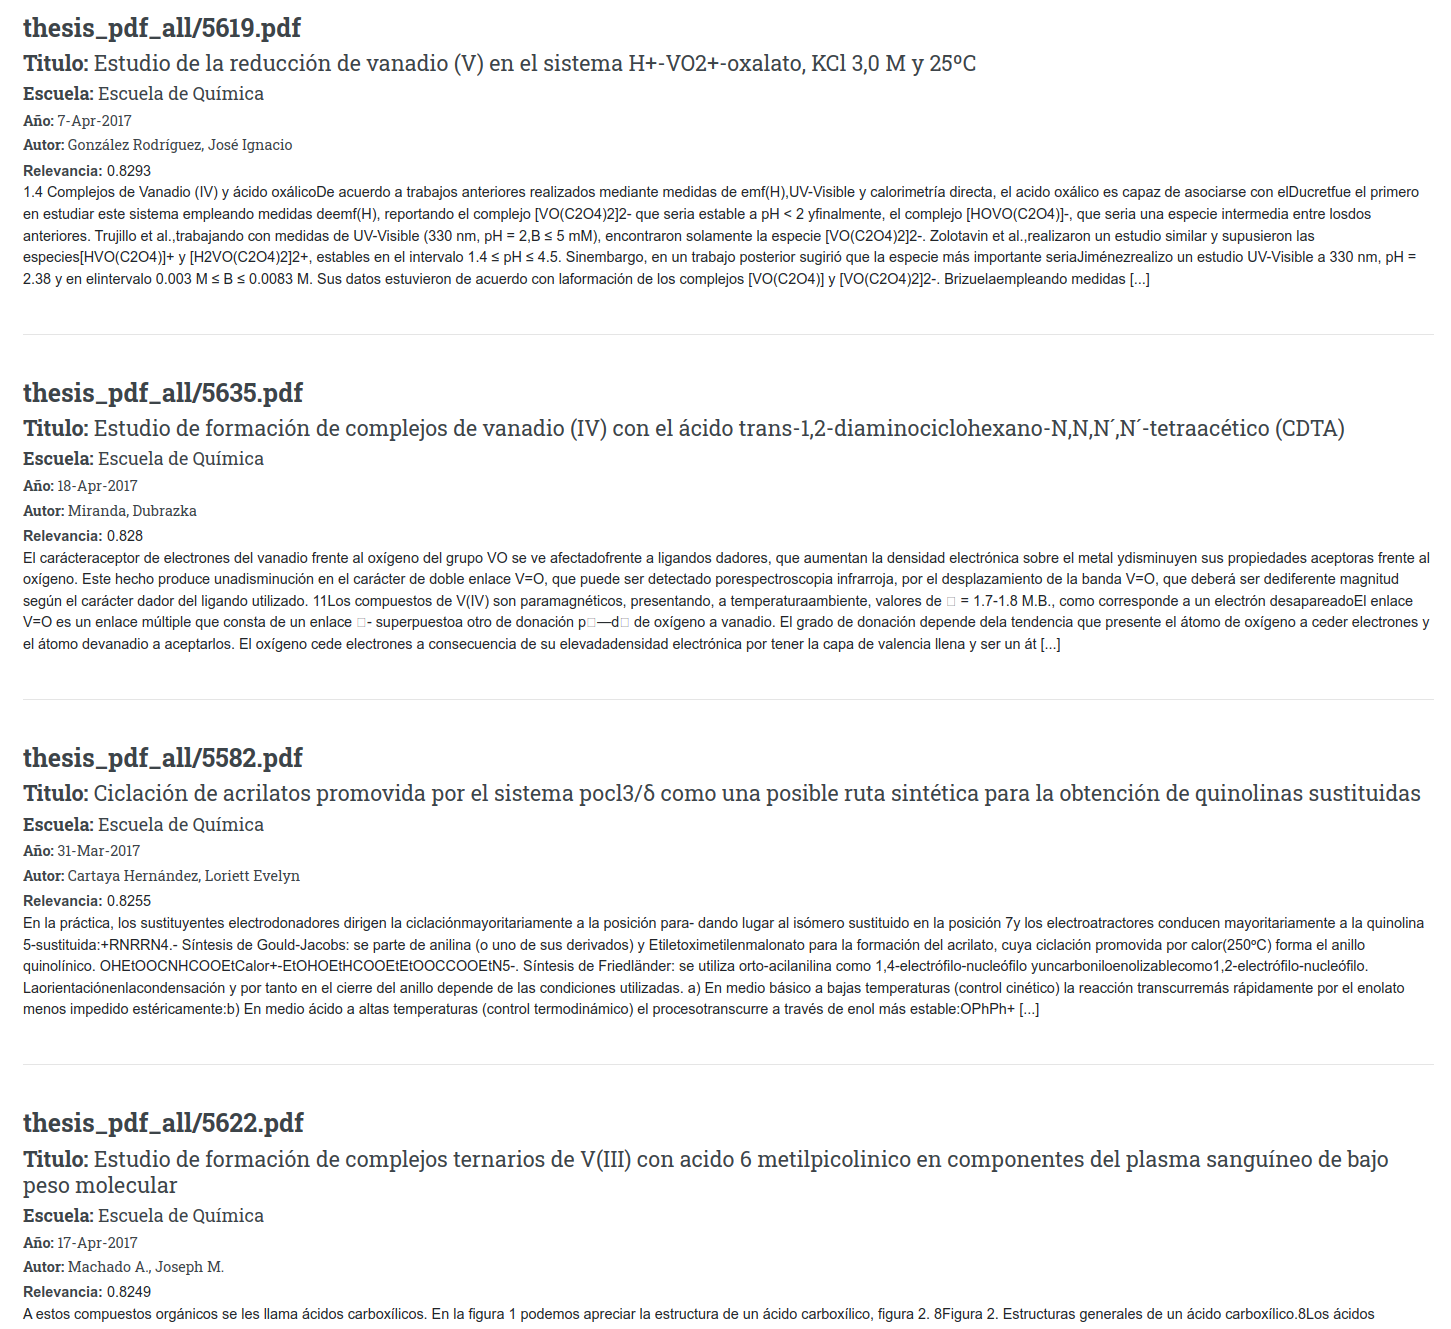 thesis_pdf_all/5619.pdf
Titulo: Estudio de la reducción de vanadio (V) en el sistema H+-VO2+-oxalato, KCl 3,0 M y 25ºC
Escuela: Escuela de Química
Año: 7-Apr-2017
Autor: González Rodríguez, José Ignacio
Relevancia: 0.8293
1.4 Complejos de Vanadio (IV) y ácido oxálicoDe acuerdo a trabajos anteriores realizados mediante medidas de emf(H),UV-Visible y calorimetría directa, el acido oxálico es capaz de asociarse con elDucretfue el primero
en estudiar este sistema empleando medidas deemf(H), reportando el complejo [VO(C2O4)2]2- que seria estable a pH < 2 yfinalmente, el complejo [HOVO(C2O4)]-, que seria una especie intermedia entre losdos
anteriores. Trujillo et al.,trabajando con medidas de UV-Visible (330 nm, pH = 2,B ≤ 5 mM), encontraron solamente la especie [VO(C2O4)2]2-. Zolotavin et al.,realizaron un estudio similar y supusieron las
especies[HVO(C2O4)]+ y [H2VO(C2O4)2]2+, estables en el intervalo 1.4 ≤ pH ≤ 4.5. Sinembargo, en un trabajo posterior sugirió que la especie más importante seriaJiménezrealizo un estudio UV-Visible a 330 nm, pH =
2.38 y en elintervalo 0.003 M ≤ B ≤ 0.0083 M. Sus datos estuvieron de acuerdo con laformación de los complejos [VO(C2O4)] y [VO(C2O4)2]2-. Brizuelaempleando medidas [...]
thesis_pdf_all/5635.pdf
Titulo: Estudio de formación de complejos de vanadio (IV) con el ácido trans-1,2-diaminociclohexano-N,N,N´,N´-tetraacético (CDTA)
Escuela: Escuela de Química
Año: 18-Apr-2017
Autor: Miranda, Dubrazka
Relevancia: 0.828
El carácteraceptor de electrones del vanadio frente al oxígeno del grupo VO se ve afectadofrente a ligandos dadores, que aumentan la densidad electrónica sobre el metal ydisminuyen sus propiedades aceptoras frente al
oxígeno. Este hecho produce unadisminución en el carácter de doble enlace V=O, que puede ser detectado porespectroscopia infrarroja, por el desplazamiento de la banda V=O, que deberá ser dediferente magnitud
según el carácter dador del ligando utilizado. 11Los compuestos de V(IV) son paramagnéticos, presentando, a temperaturaambiente, valores de  = 1.7-1.8 M.B., como corresponde a un electrón desapareadoEl enlace
V=O es un enlace múltiple que consta de un enlace - superpuestoa otro de donación p—d de oxígeno a vanadio. El grado de donación depende dela tendencia que presente el átomo de oxígeno a ceder electrones y
el átomo devanadio a aceptarlos. El oxígeno cede electrones a consecuencia de su elevadadensidad electrónica por tener la capa de valencia llena y ser un át [...]
thesis_pdf_all/5582.pdf
Titulo: Ciclación de acrilatos promovida por el sistema pocl3/δ como una posible ruta sintética para la obtención de quinolinas sustituidas
Escuela: Escuela de Química
Año: 31-Mar-2017
Autor: Cartaya Hernández, Loriett Evelyn
Relevancia: 0.8255
En la práctica, los sustituyentes electrodonadores dirigen la ciclaciónmayoritariamente a la posición para- dando lugar al isómero sustituido en la posición 7y los electroatractores conducen mayoritariamente a la quinolina
5-sustituida:+RNRRN4.- Síntesis de Gould-Jacobs: se parte de anilina (o uno de sus derivados) y Etiletoximetilenmalonato para la formación del acrilato, cuya ciclación promovida por calor(250ºC) forma el anillo
quinolínico. OHEtOOCNHCOOEtCalor+-EtOHOEtHCOOEtEtOOCCOOEtN5-. Síntesis de Friedländer: se utiliza orto-acilanilina como 1,4-electrófilo-nucleófilo yuncarboniloenolizablecomo1,2-electrófilo-nucleófilo.
Laorientaciónenlacondensación y por tanto en el cierre del anillo depende de las condiciones utilizadas. a) En medio básico a bajas temperaturas (control cinético) la reacción transcurremás rápidamente por el enolato
menos impedido estéricamente:b) En medio ácido a altas temperaturas (control termodinámico) el procesotranscurre a través de enol más estable:OPhPh+ [...]
thesis_pdf_all/5622.pdf
Titulo: Estudio de formación de complejos ternarios de V(III) con acido 6 metilpicolinico en componentes del plasma sanguíneo de bajo
peso molecular
Escuela: Escuela de Química
Año: 17-Apr-2017
Autor: Machado A., Joseph M.
Relevancia: 0.8249
A estos compuestos orgánicos se les llama ácidos carboxílicos. En la figura 1 podemos apreciar la estructura de un ácido carboxílico, figura 2. 8Figura 2. Estructuras generales de un ácido carboxílico.8Los ácidos